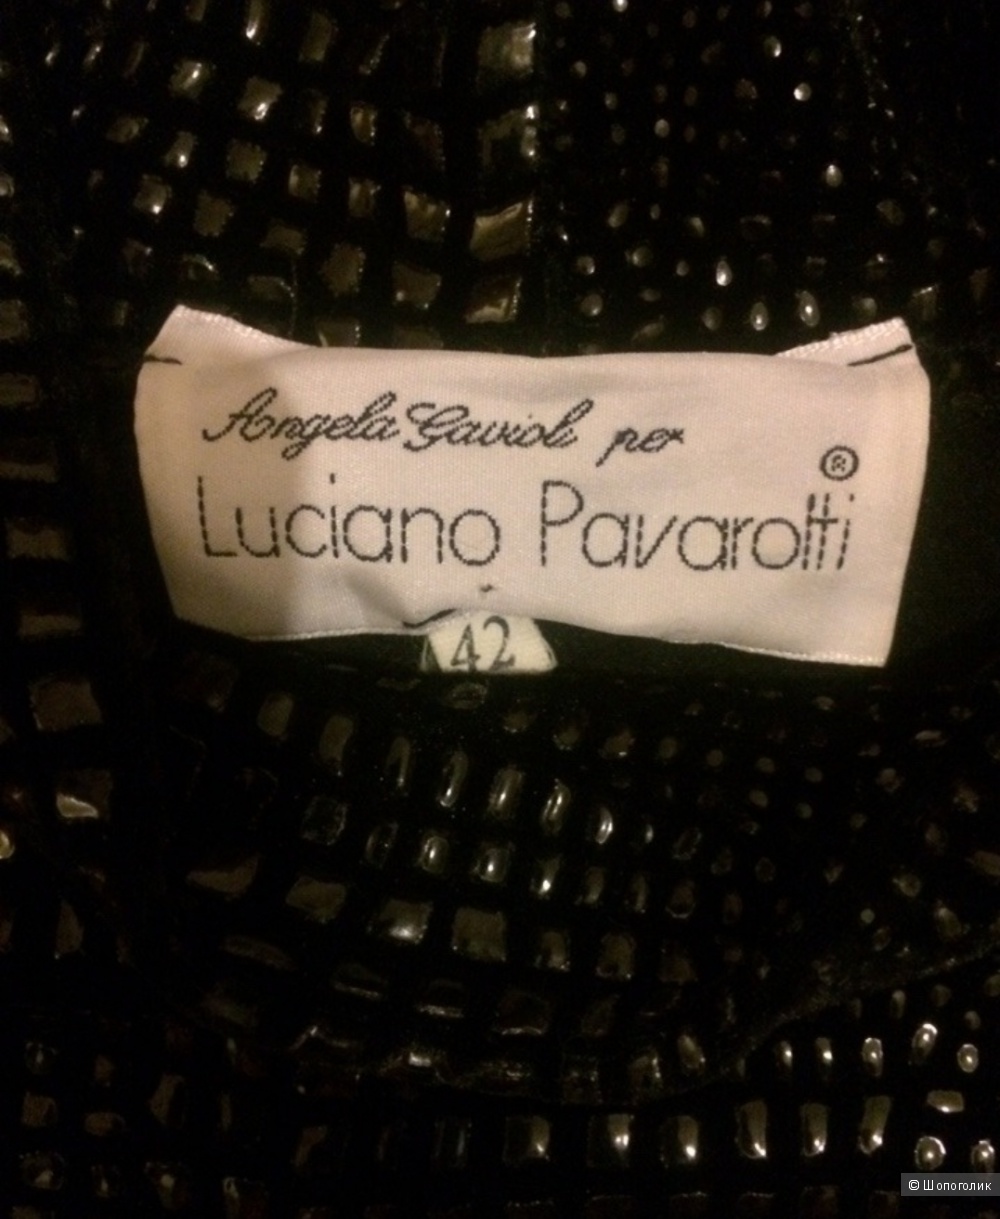 Angela Gavioli per
Luciano Pavarotti ®
42
© Шопоголик